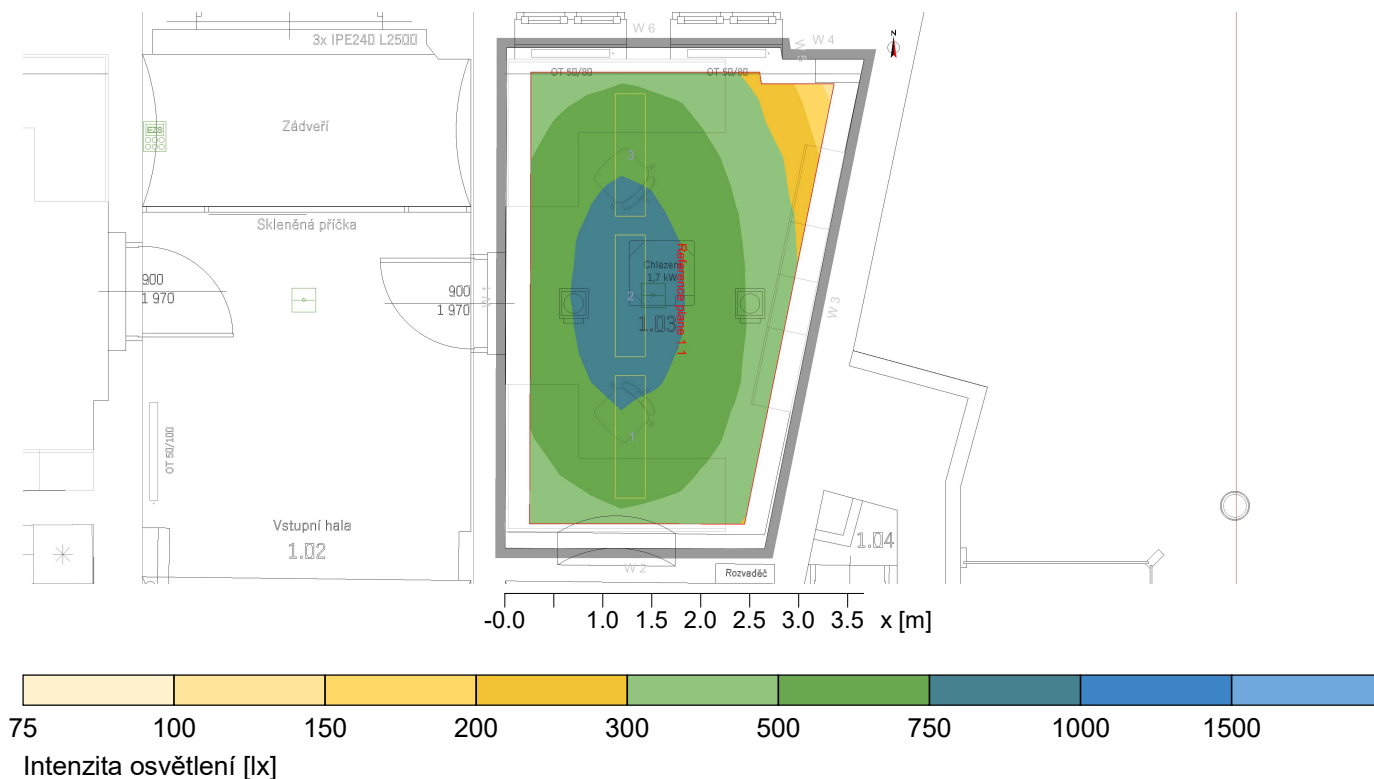 W 6
W 4
W 5
N
3x IPE240 L2500
OT 50/80
OT 50/80
EZS
Zádveří
3
Skleněná příčka
Reference plane 1.1
Chlazení
1,7 kW
900
1 970
900
1 970
W 1
2
1.03
W 3
1
OT 50/100
Vstupní hala
1.02
1.04
W 2
Rozvaděč
-0.0 1.0 1.5 2.0 2.5 3.0 3.5 x [m]
75 100 150 200 300 500 750 1000 1500
Intenzita osvětlení [lx]